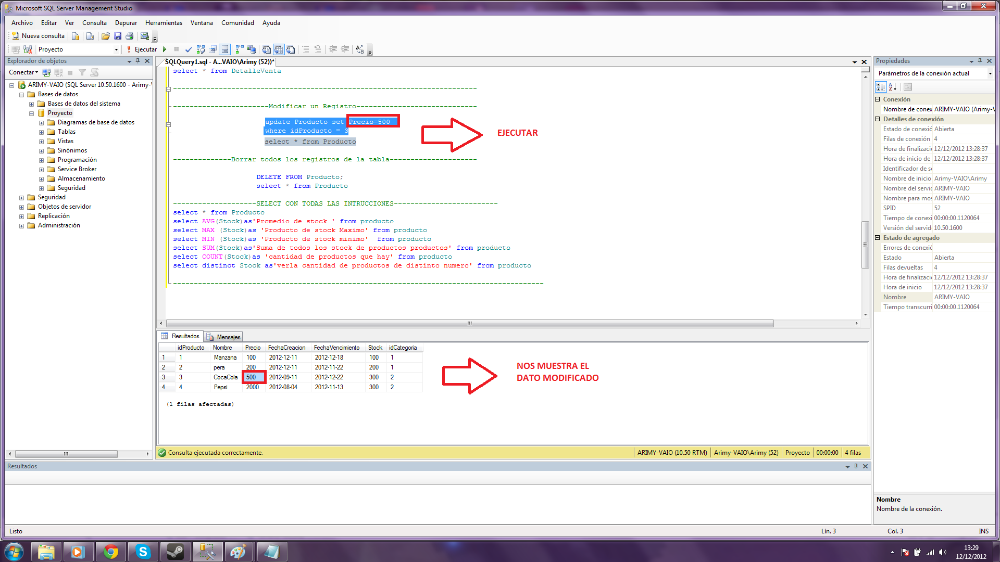 Microsoft SQL Server Management Studio
Archivo Editar Ver Consulta Depurar Herramientas Ventana Comunidad Ayuda
Nueva consulta
Proyecto Ejecutar
Explorador de objetos
Conectar
ARIMY-VAIO (SQL Server 10.50.1600 - Arimy-V
Bases de datos
Bases de datos del sistema
Proyecto
Diagramas de base de datos
Tablas
Vistas
Sinónimos
Programación
Service Broker
Almacenamiento
Seguridad
Seguridad
Objetos de servidor
Replicación
Administración
SQLQuery1.sql - A...VAIO\Arimy (52))*
select * from DetalleVenta
-------------------------------------------------------------------------
-----------------------Modificar un Registro-----------------------------
update Producto set Precio=500
where idProducto = 3
select * from Producto
EJECUTAR
--------------Borrar todos los registros de la tabla---------------------
DELETE FROM Producto;
select * from Producto
--------------------SELECT CON TODAS LAS INTRUCCIONES-------------------------
select * from Producto
select AVG(Stock)as'Promedio de stock ' from producto
select MAX (Stock)as 'Producto de stock Maximo' from producto
select MIN (Stock)as 'Producto de stock minimo'  from producto
select SUM(Stock)as'Suma de todos los stock de productos productos' from producto
select COUNT(Stock)as 'cantidad de productos que hay' from producto
select distinct Stock as'verla cantidad de productos de distinto numero' from producto
-----------------------------------------------------------------------------------------
Resultados Mensajes
idProducto Nombre Precio FechaCreacion FechaVencimiento Stock idCategoria
1 1 Manzana 100 2012-12-11 2012-12-18 100 1
2 2 pera 200 2012-12-11 2012-11-22 200 1
3 3 CocaCola 500 2012-09-11 2012-12-22 300 2
4 4 Pepsi 2000 2012-08-04 2012-11-13 300 2
(1 filas afectadas)
NOS MUESTRA EL
DATO MODIFICADO
Consulta ejecutada correctamente. ARIMY-VAIO (10.50 RTM) Arimy-VAIO\Arimy (52) Proyecto 00:00:00 4 filas
Resultados
Propiedades
Parámetros de la conexión actual
Conexión
Nombre de conex ARIMY-VAIO (Arimy-V
Detalles de conexión
Estado de conexió Abierta
Filas de conexión 4
Hora de finalizació 12/12/2012 13:28:37
Hora de inicio de 12/12/2012 13:28:37
Identificador de se
Nombre de inicio Arimy-VAIO\Arimy
Nombre del servid ARIMY-VAIO
Nombre para mos ARIMY-VAIO
SPID 52
Tiempo de conexi 00:00:00.1120064
Versión del servid 10.50.1600
Estado de agregado
Errores de conexió
Estado Abierta
Filas devueltas 4
Hora de finalizació 12/12/2012 13:28:37
Hora de inicio 12/12/2012 13:28:37
Nombre ARIMY-VAIO
Tiempo transcurri 00:00:00.1120064
Nombre
Nombre de la conexión.
Listo Lín. 3 Col. 3 INS
13:29
12/12/2012